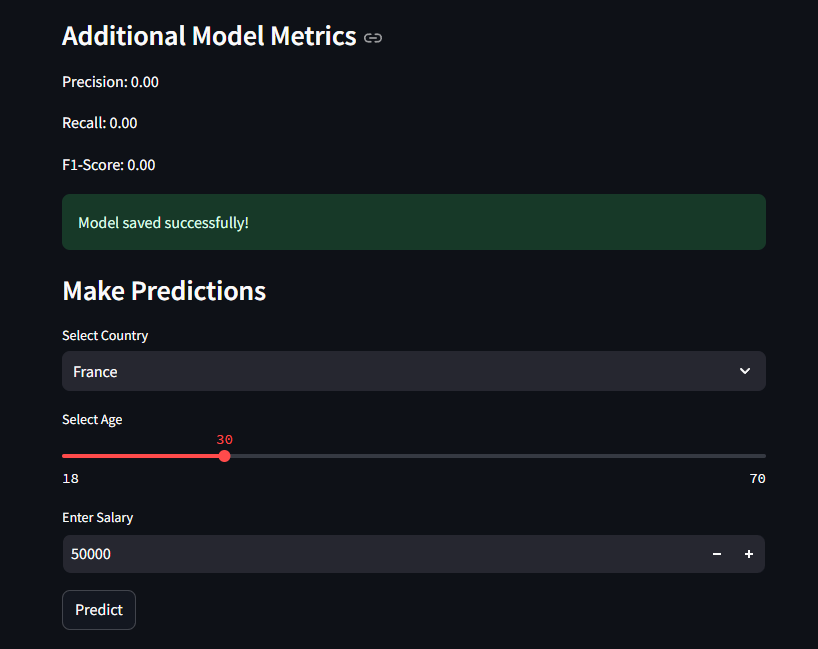 Additional Model Metrics
Precision: 0.00
Recall: 0.00
F1-Score: 0.00
Model saved successfully!
Make Predictions
Select Country
France
Select Age
30
18 70
Enter Salary
50000 − +
Predict